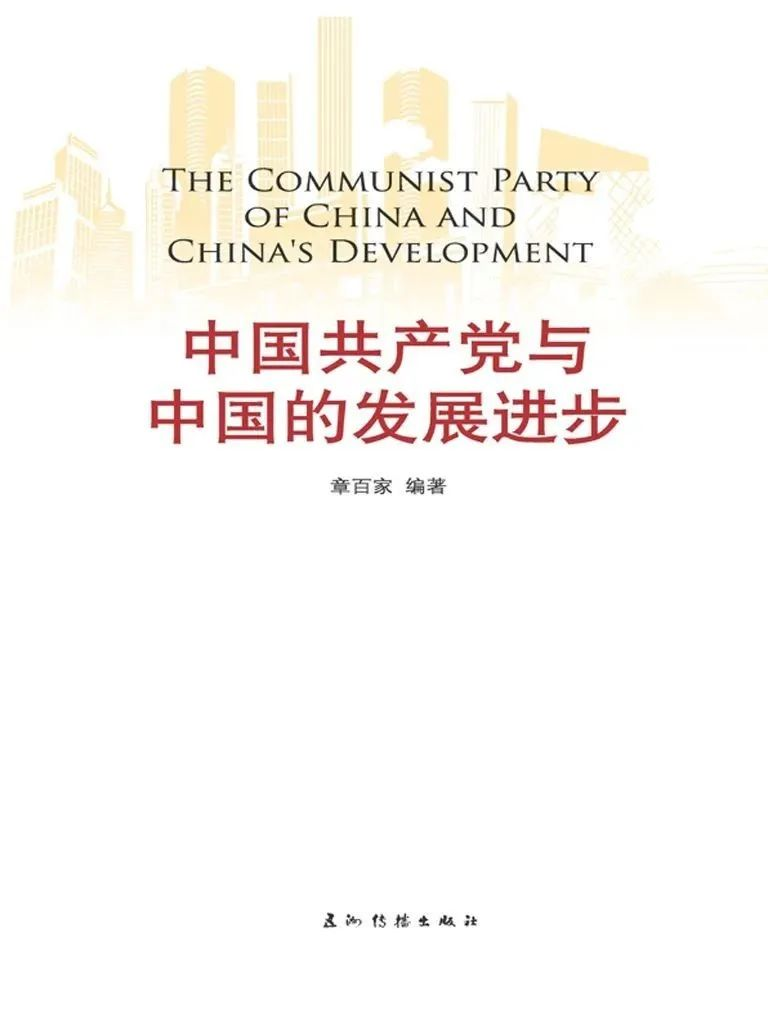 THE COMMUNIST PARTY
OF CHINA AND
CHINA'S DEVELOPMENT
中国共产党与
中国的发展进步
章百家 编著
五洲传播出版社